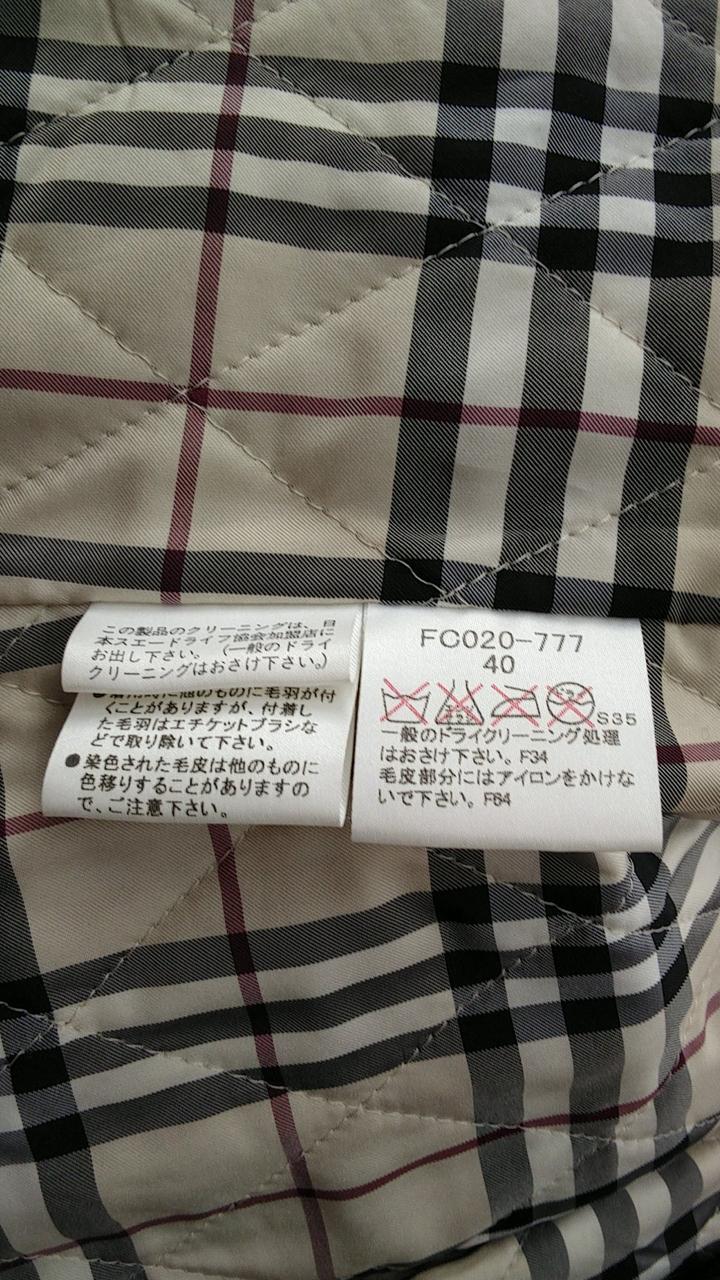 この製品のクリーニングは、日
本スエードライフ協会加盟店に
お出し下さい。 (一般のドライ
クリーニングはおさけ下さい。)
●着用時に他のものに毛羽が付
くことがありますが、付着し
た毛羽はエチケットブラシな
どで取り除いて下さい。
●染色された毛皮は他のものに
色移りすることがありますの
で、ご注意下さい。
FC020-777
40
S35
一般のドライクリーニング処理
はおさけ下さい。F34
毛皮部分にはアイロンをかけな
いで下さい。F64